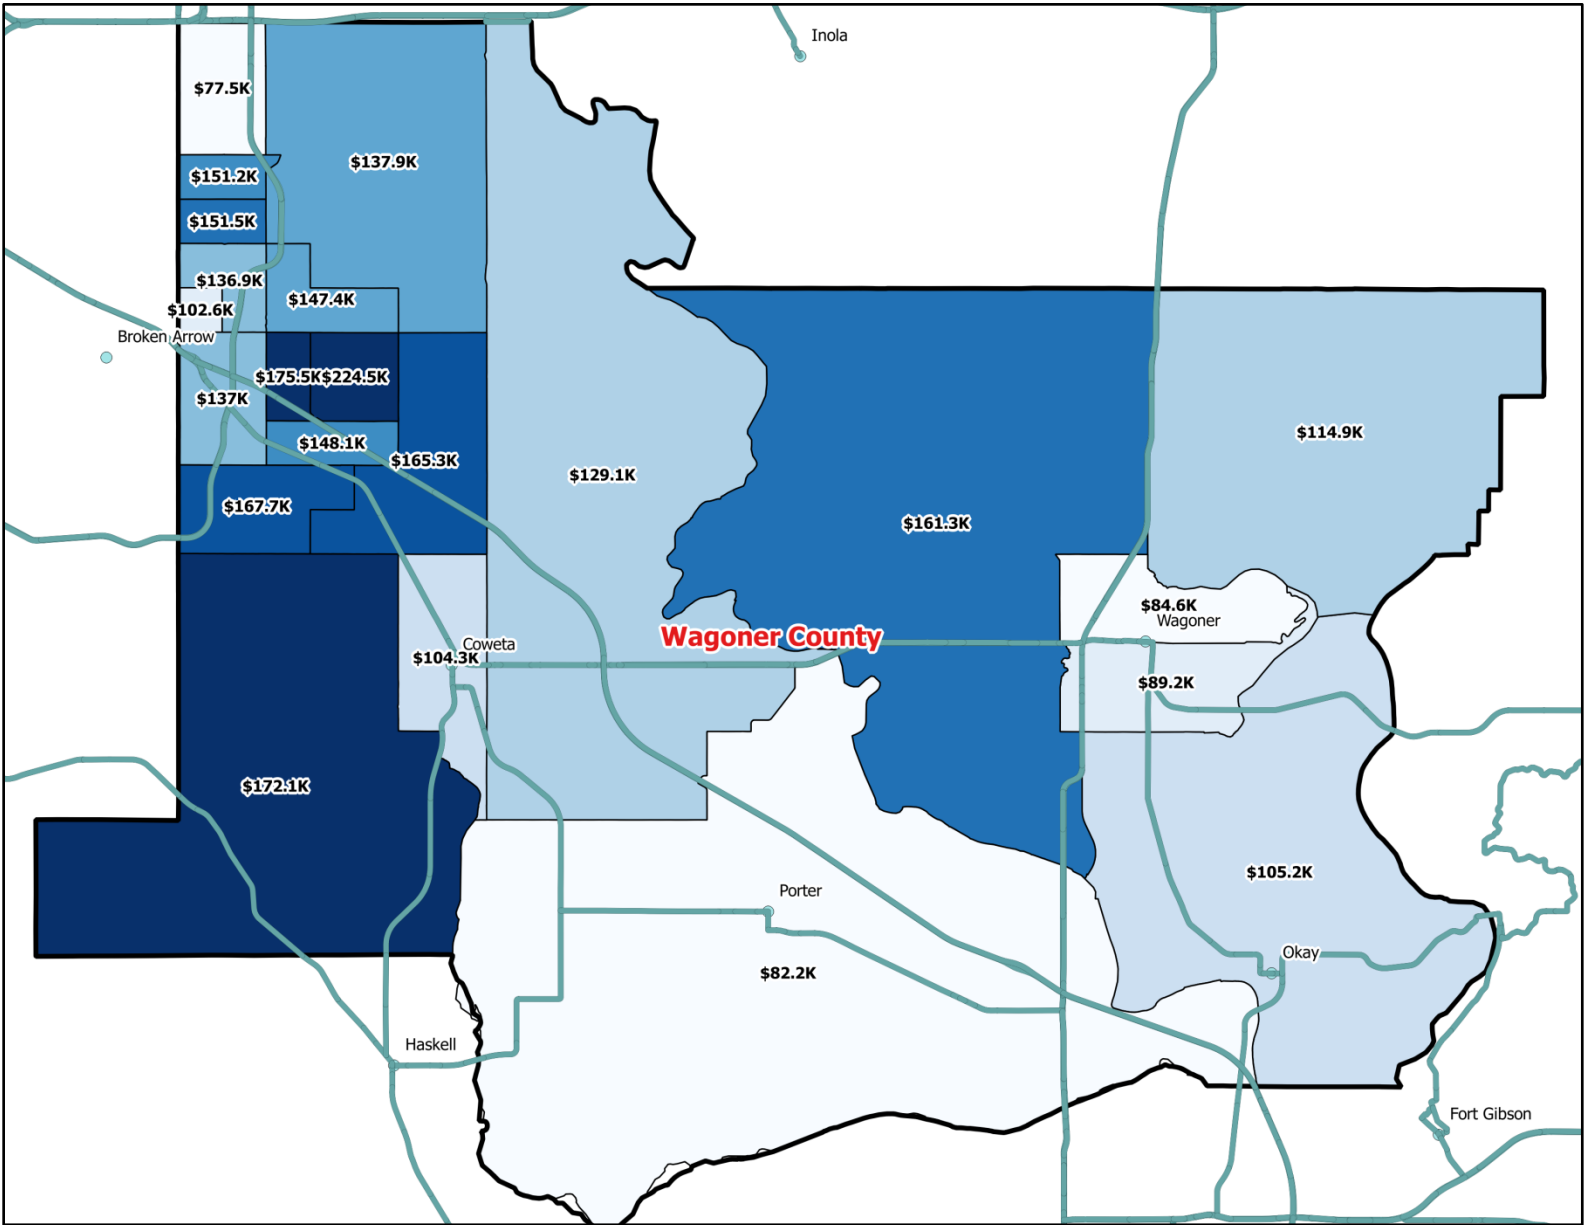 Inola
$77.5K
$137.9K
$151.2K
$151.5K
$136.9K
$147.4K
$102.6K
Broken Arrow
$175.5K
$224.5K
$137K
$114.9K
$148.1K
$165.3K
$129.1K
$167.7K
$161.3K
$84.6K
Wagoner
Wagoner County
Coweta
$104.3K
$89.2K
$172.1K
$105.2K
Porter
Okay
$82.2K
Haskell
Fort Gibson